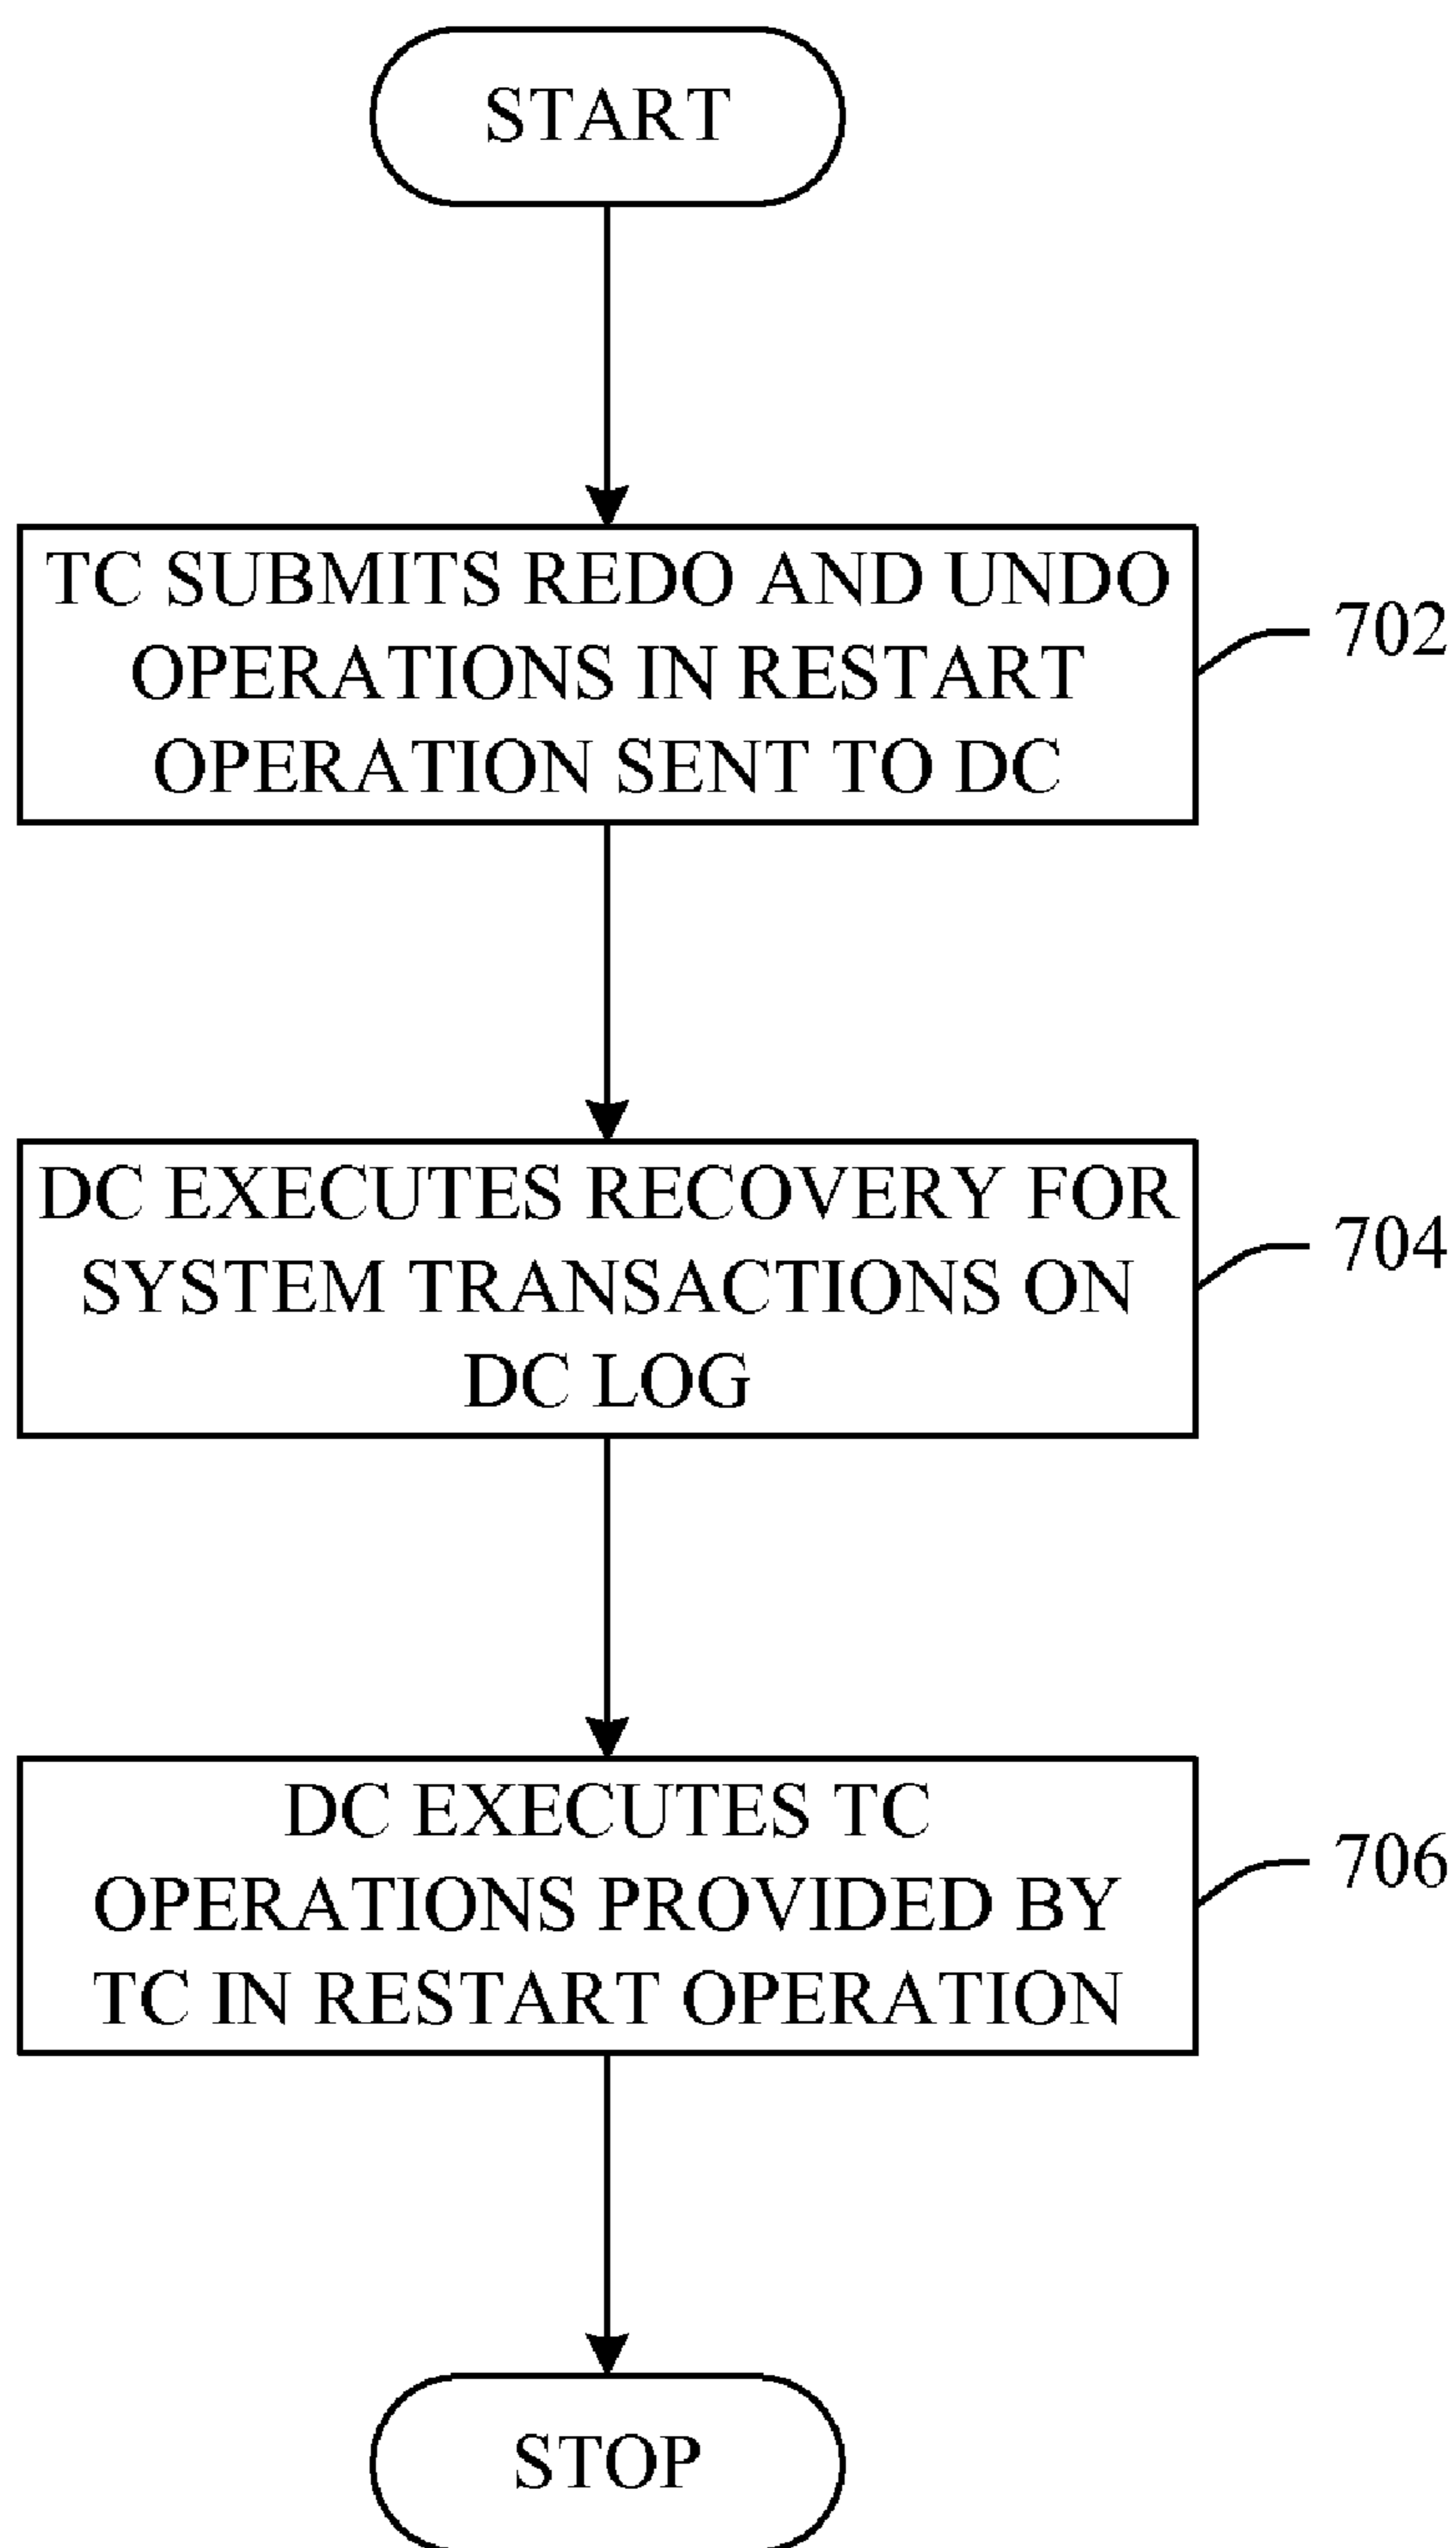 START
TC SUBMITS REDO AND UNDO
OPERATIONS IN RESTART
OPERATION SENT TO DC
702
DC EXECUTES RECOVERY FOR
SYSTEM TRANSACTIONS ON
DC LOG
704
DC EXECUTES TC
OPERATIONS PROVIDED BY
TC IN RESTART OPERATION
706
STOP